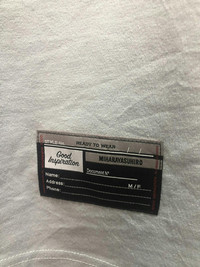 READY TO WEAR
Good
Inspiration
MIHARAYASUHIRO
Document Nº
Name:
Address: M / F:
Phone: